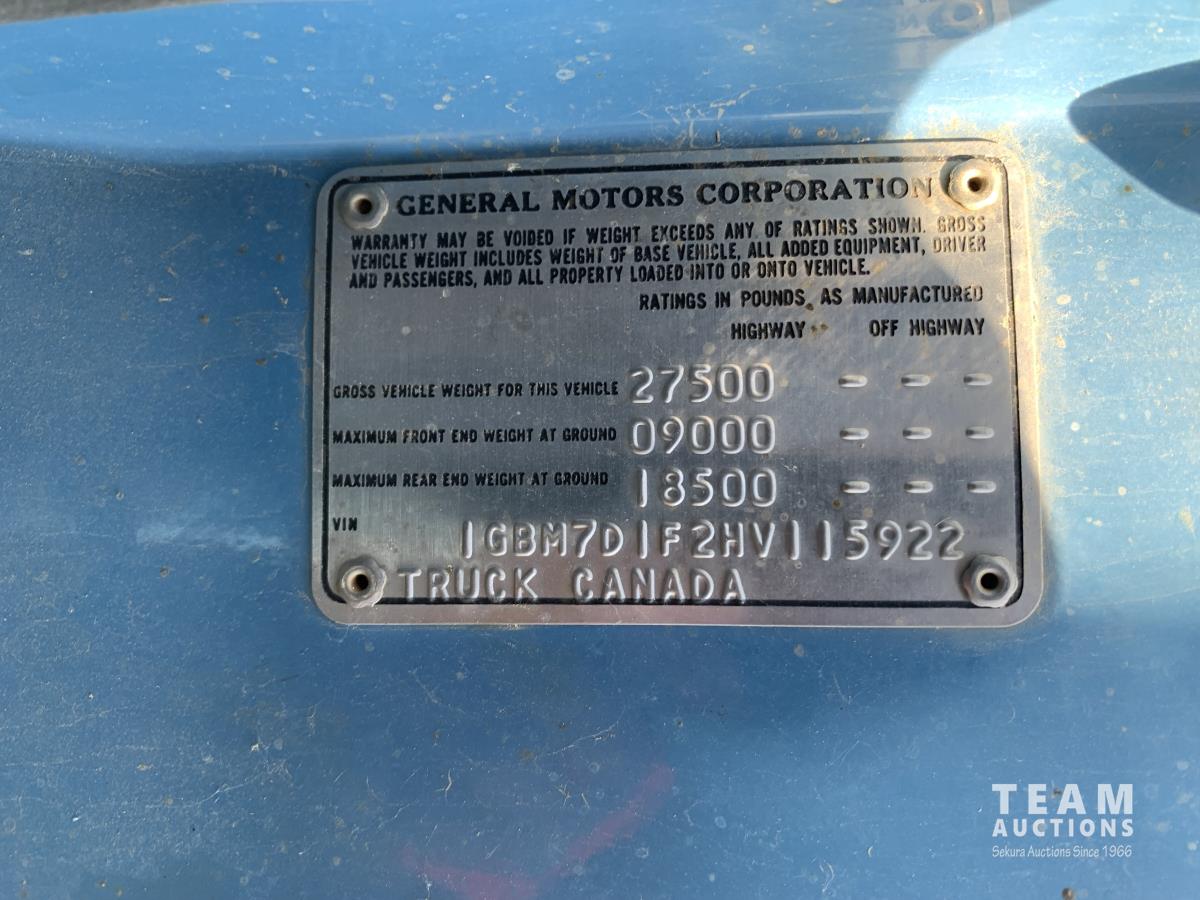 GENERAL MOTORS CORPORATION
WARRANTY MAY BE VOIDED IF WEIGHT EXCEEDS ANY OF RATINGS SHOWN. GROSS
VEHICLE WEIGHT INCLUDES WEIGHT OF BASE VEHICLE, ALL ADDED EQUIPMENT, DRIVER
AND PASSENGERS, AND ALL PROPERTY LOADED INTO OR ONTO VEHICLE.
RATINGS IN POUNDS, AS MANUFACTURED
HIGHWAY OFF HIGHWAY
GROSS VEHICLE WEIGHT FOR THIS VEHICLE 27500 - - -
MAXIMUM FRONT END WEIGHT AT GROUND 09000 - - -
MAXIMUM REAR END WEIGHT AT GROUND 18500 - - -
VIN 1GBM7D1F2HV115922
TRUCK CANADA
TEAM
AUCTIONS
Sekura Auctions Since 1966